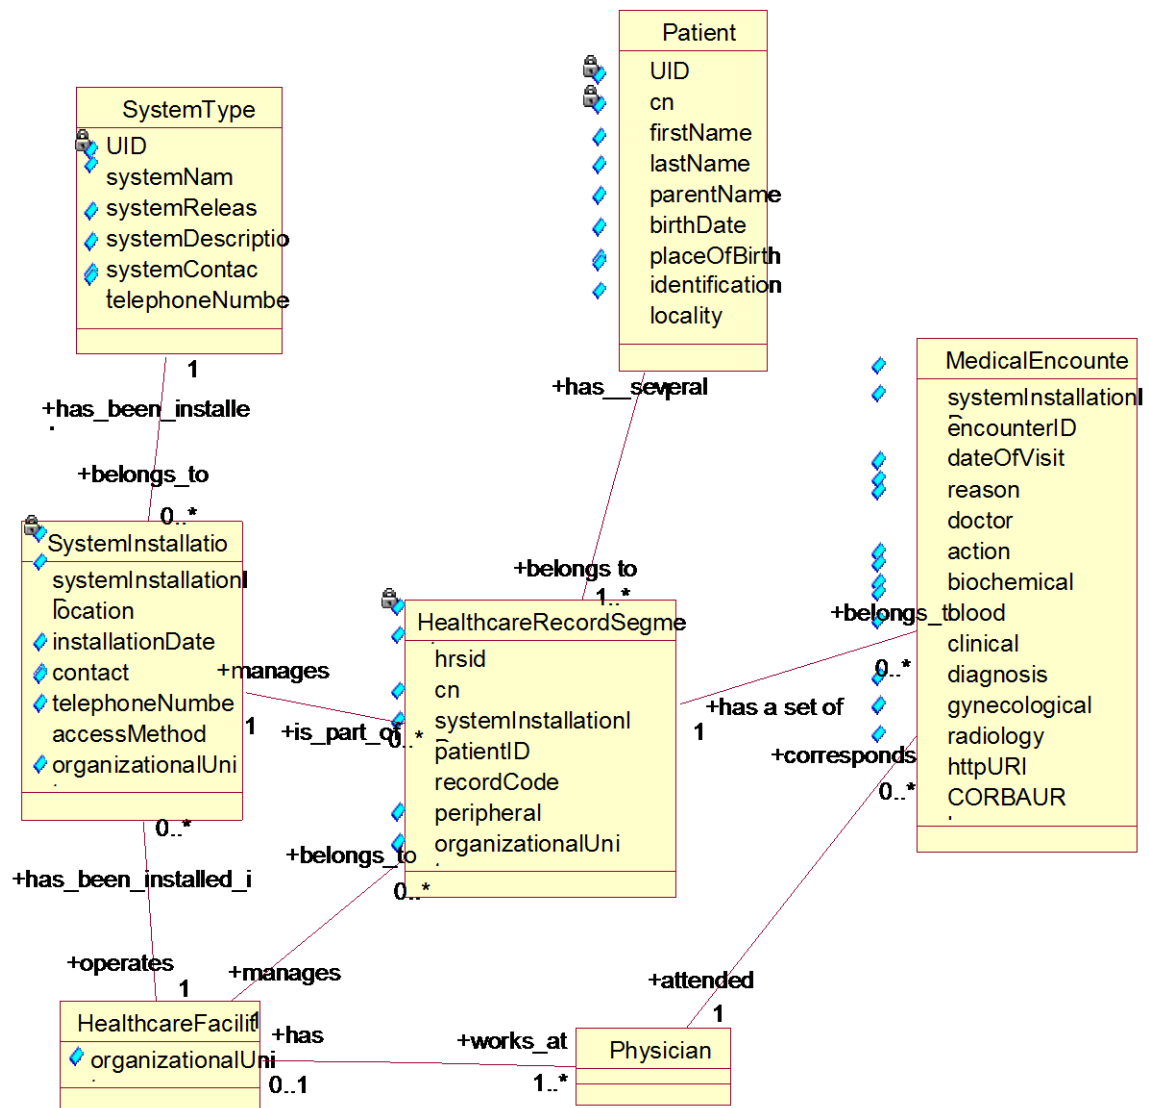 Patient
UID
cn
firstName
lastName
parentName
birthDate
placeOfBirth
identification
locality
SystemType
UID
systemNam
systemReleas
systemDescriptio
systemContac
telephoneNumbe
1
+has_been_installe
+belongs_to
0..*
+has__several
1
+belongs to
1..*
MedicalEncounte
systemInstallationI
encounterID
dateOfVisit
reason
doctor
action
biochemical
blood
clinical
diagnosis
gynecological
radiology
httpURI
CORBAUR
SystemInstallatio
systemInstallationI
location
installationDate
contact
telephoneNumbe
accessMethod
organizationalUni
+manages
1
+is_part_of
0..*
HealthcareRecordSegme
hrsid
cn
systemInstallationI
patientID
recordCode
peripheral
organizationalUni
+belongs_to
0..*
+has a set of
1
+corresponds
0..*
0..*
+has_been_installed_i
+operates
1
+belongs_to
0..*
+manages
1
HealthcareFacilit
organizationalUni
+has
0..1
+works_at
1..*
+attended
1
Physician